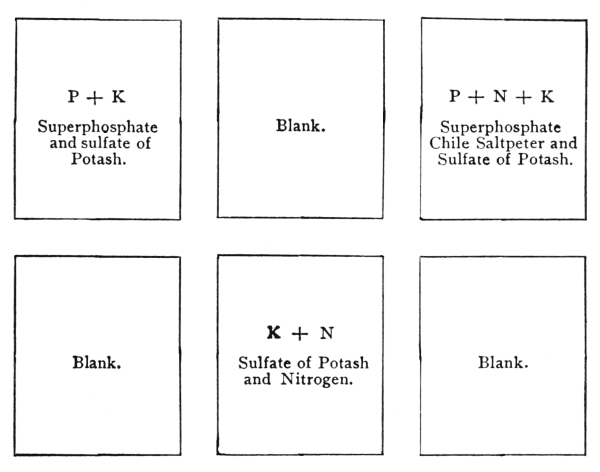 P + K
Superphosphate
and sulfate of
Potash.
Blank.
P + N + K
Superphosphate
Chile Saltpeter and
Sulfate of Potash.
Blank.
K + N
Sulfate of Potash
and Nitrogen.
Blank.